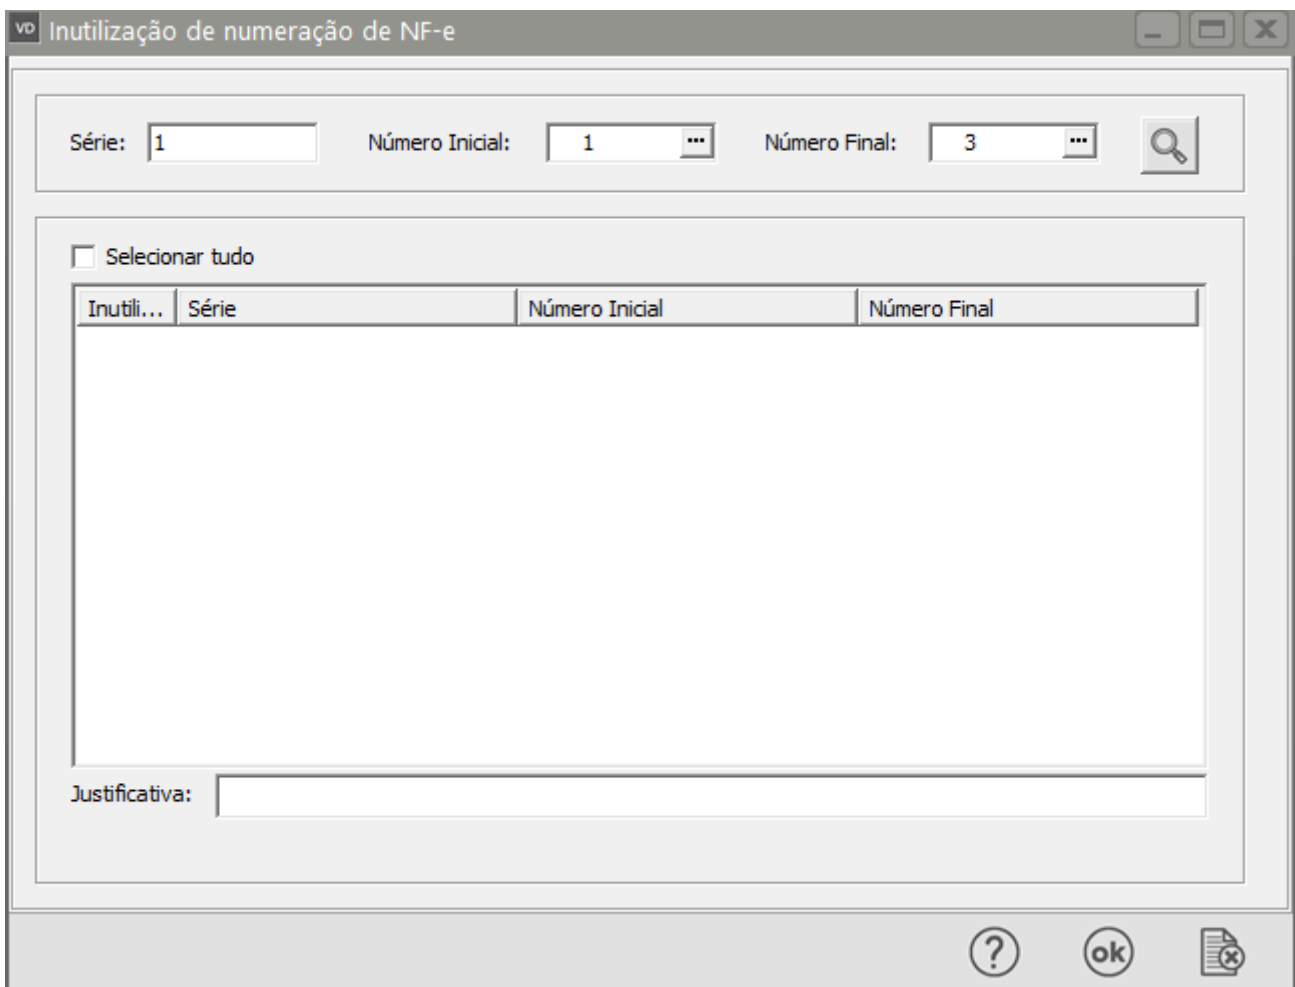 VD Inutilização de numeração de NF-e
Série: 1 Número Inicial: 1 ... Número Final: 3 ...
Selecionar tudo
Inutili... Série Número Inicial Número Final
Justificativa:
? ok